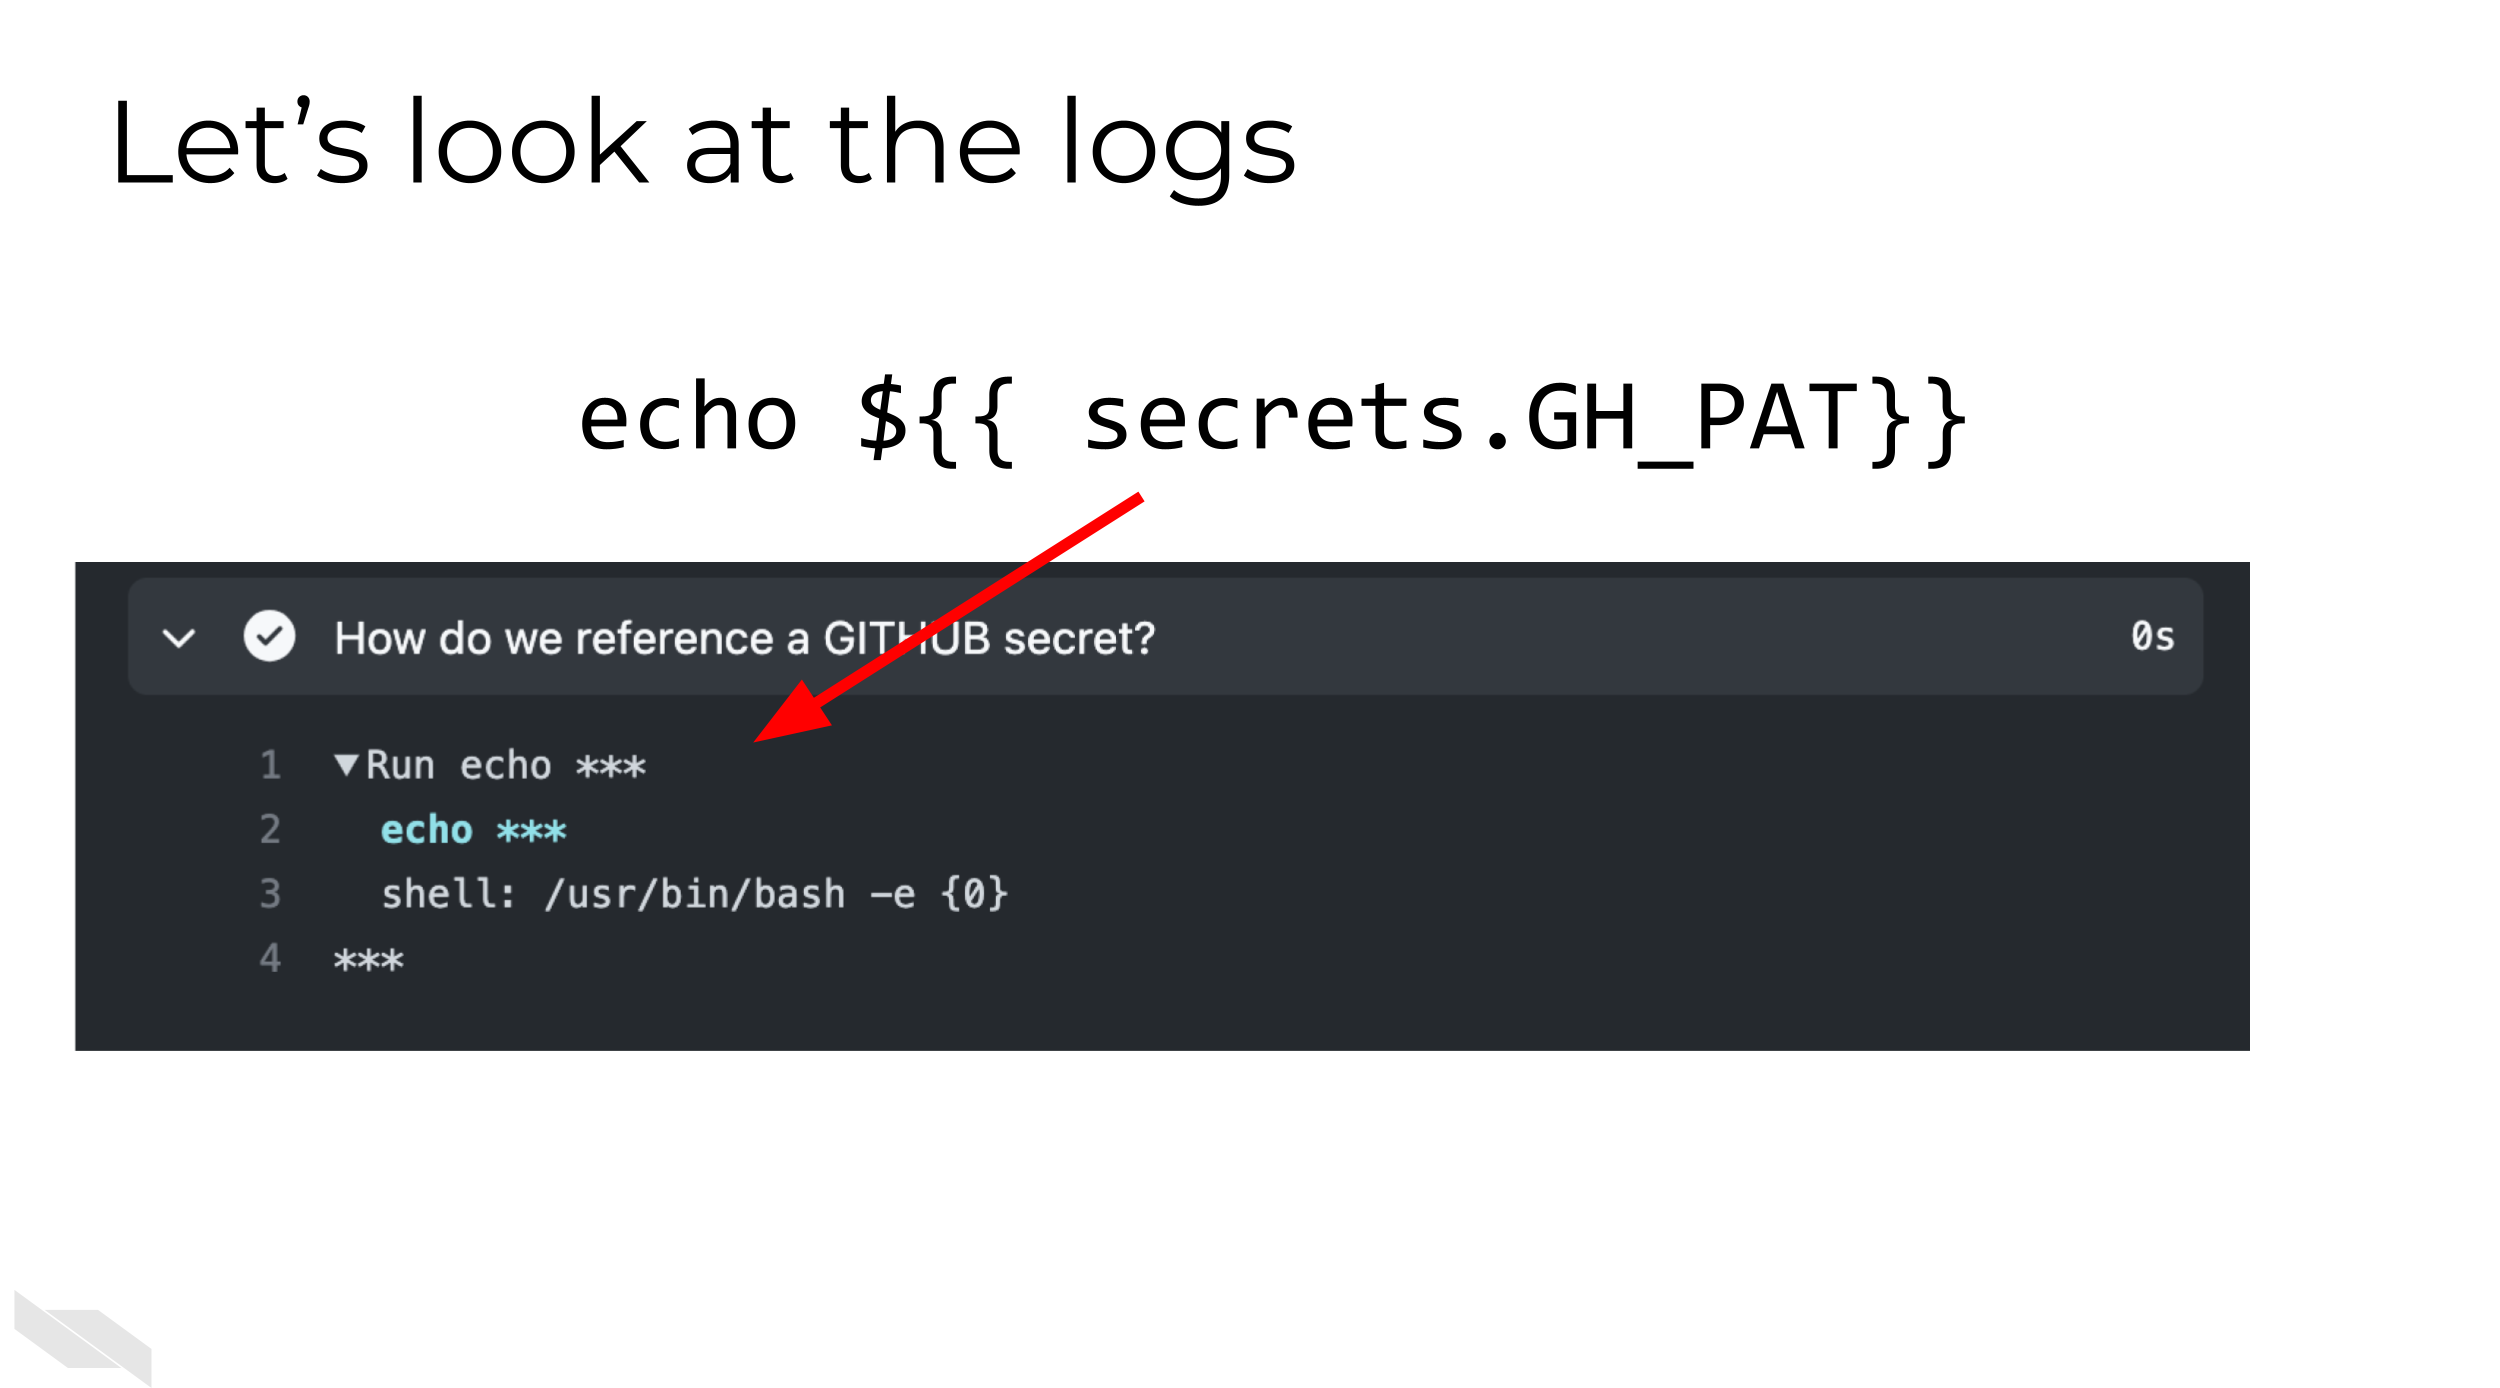 Let’s look at the logs
echo ${{ secrets.GH_PAT}}
How do we reference a GITHUB secret? 0s
1 ▼Run echo ***
2 echo ***
3 shell: /usr/bin/bash -e {0}
4 ***